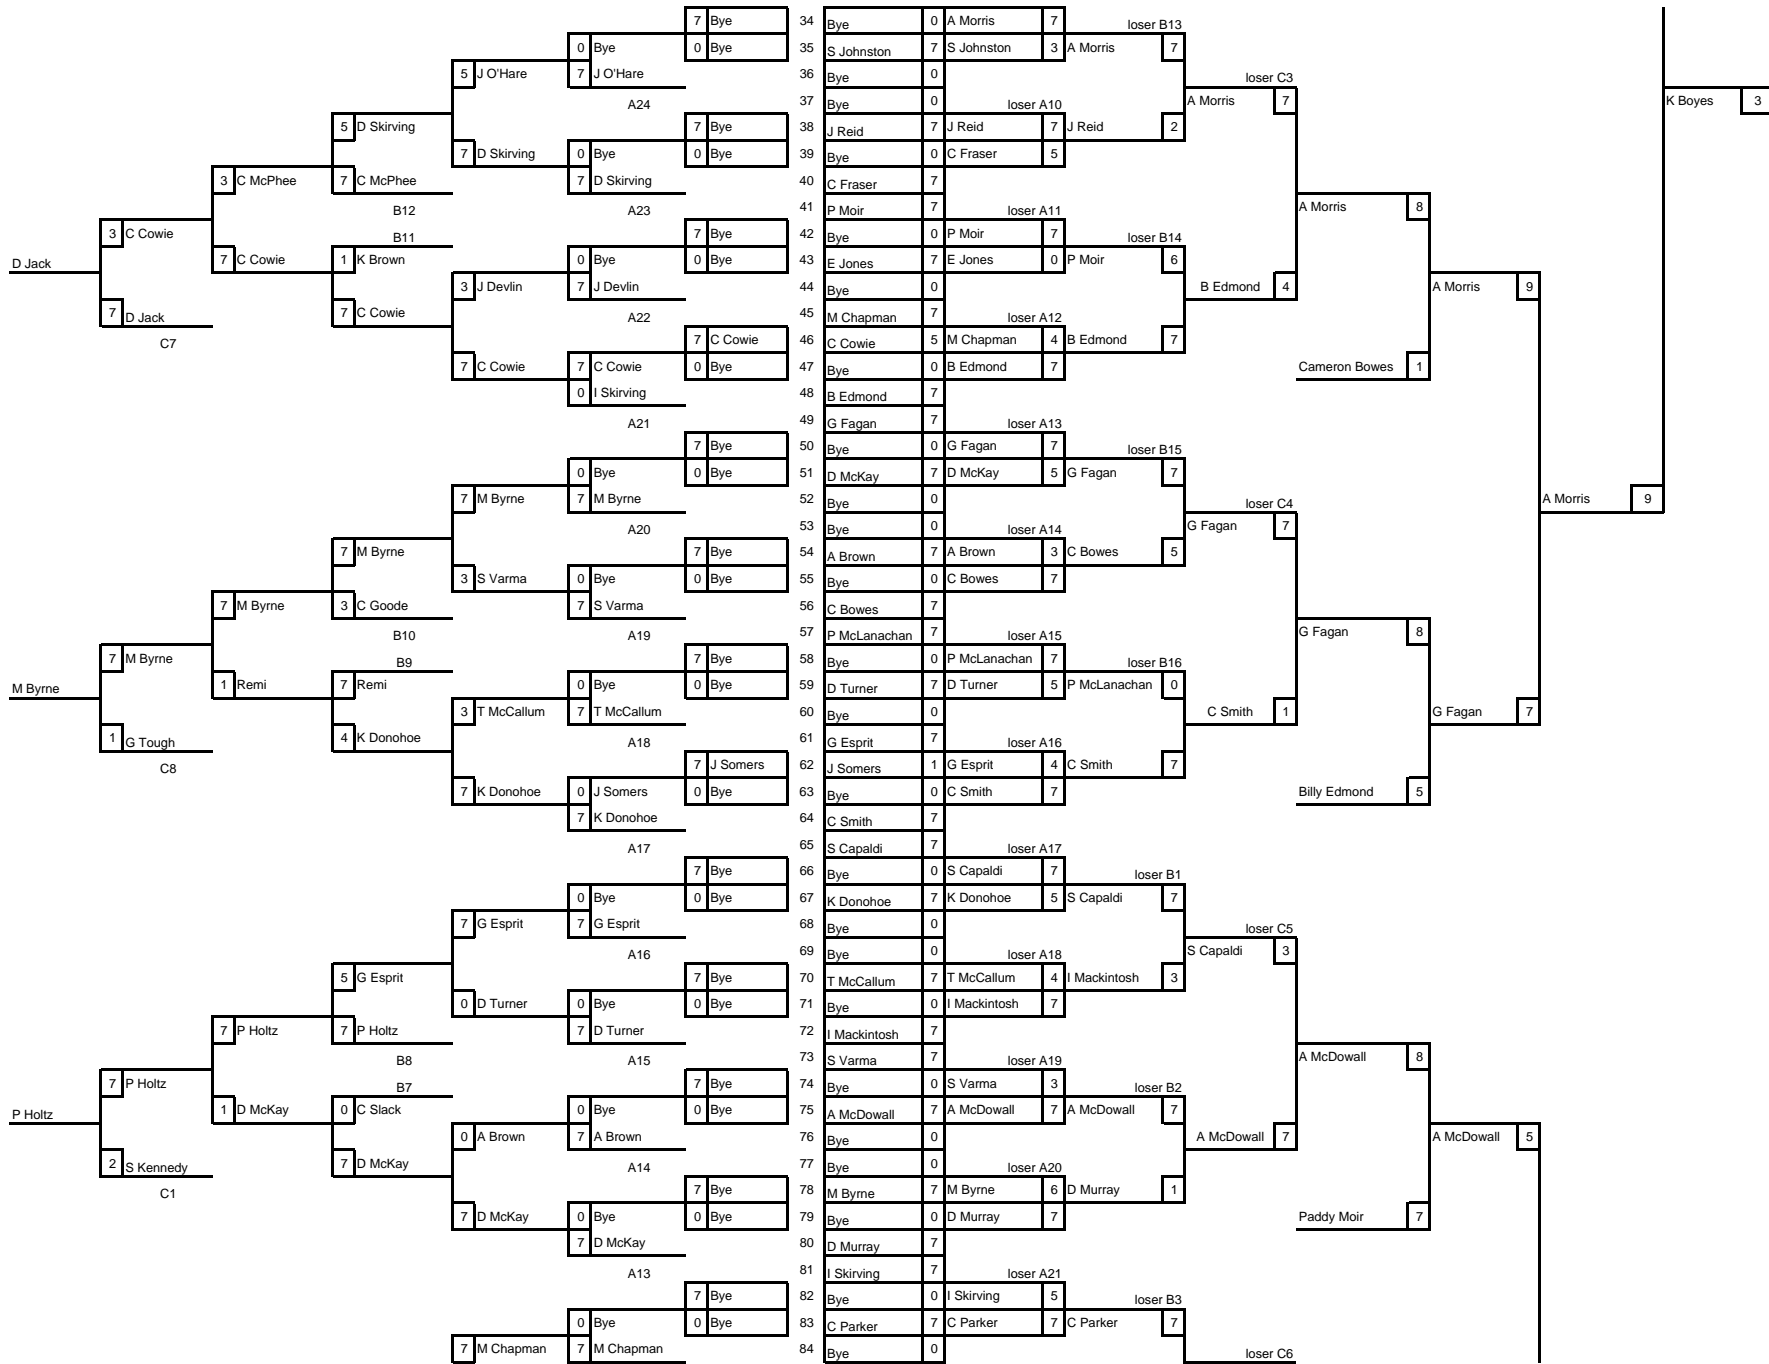 7 Bye 34 Bye 0 A Morris 7 loser B13
0 Bye 0 Bye 35 S Johnston 7 S Johnston 3 A Morris 7
5 J O'Hare 7 J O'Hare 36 Bye 0 loser C3
A24 37 Bye 0 loser A10 A Morris 7 K Boyes 3
5 D Skirving 7 Bye 38 J Reid 7 J Reid 7 J Reid 2
7 D Skirving 0 Bye 0 Bye 39 Bye 0 C Fraser 5
3 C McPhee 7 C McPhee 7 D Skirving 40 C Fraser 7
B12 A23 41 P Moir 7 loser A11 A Morris 8
3 C Cowie B11 7 Bye 42 Bye 0 P Moir 7 loser B14
D Jack 7 C Cowie 1 K Brown 0 Bye 0 Bye 43 E Jones 7 E Jones 0 P Moir 6
3 J Devlin 7 J Devlin 44 Bye 0 B Edmond 4 A Morris 9
7 D Jack 7 C Cowie A22 45 M Chapman 7 loser A12
C7 7 C Cowie 46 C Cowie 5 M Chapman 4 B Edmond 7
7 C Cowie 7 C Cowie 0 Bye 47 Bye 0 B Edmond 7 Cameron Bowes 1
0 I Skirving 48 B Edmond 7
A21 49 G Fagan 7 loser A13
7 Bye 50 Bye 0 G Fagan 7 loser B15
0 Bye 0 Bye 51 D McKay 7 D McKay 5 G Fagan 7
7 M Byrne 7 M Byrne 52 Bye 0 loser C4 A Morris 9
A20 53 Bye 0 loser A14 G Fagan 7
7 M Byrne 7 Bye 54 A Brown 7 A Brown 3 C Bowes 5
3 S Varma 0 Bye 0 Bye 55 Bye 0 C Bowes 7
7 M Byrne 3 C Goode 7 S Varma 56 C Bowes 7
B10 A19 57 P McLanachan 7 loser A15 G Fagan 8
7 M Byrne B9 7 Bye 58 Bye 0 P McLanachan 7 loser B16
M Byrne 1 Remi 7 Remi 0 Bye 0 Bye 59 D Turner 7 D Turner 5 P McLanachan 0
3 T McCallum 7 T McCallum 60 Bye 0 C Smith 1 G Fagan 7
1 G Tough 4 K Donohoe A18 61 G Esprit 7 loser A16
C8 7 J Somers 62 J Somers 1 G Esprit 4 C Smith 7
7 K Donohoe 0 J Somers 0 Bye 63 Bye 0 C Smith 7 Billy Edmond 5
7 K Donohoe 64 C Smith 7
A17 65 S Capaldi 7 loser A17
7 Bye 66 Bye 0 S Capaldi 7 loser B1
0 Bye 0 Bye 67 K Donohoe 7 K Donohoe 5 S Capaldi 7
7 G Esprit 7 G Esprit 68 Bye 0 loser C5
A16 69 Bye 0 loser A18 S Capaldi 3
5 G Esprit 7 Bye 70 T McCallum 7 T McCallum 4 I Mackintosh 3
0 D Turner 0 Bye 0 Bye 71 Bye 0 I Mackintosh 7
7 P Holtz 7 P Holtz 7 D Turner 72 I Mackintosh 7
B8 A15 73 S Varma 7 loser A19 A McDowall 8
7 P Holtz B7 7 Bye 74 Bye 0 S Varma 3 loser B2
P Holtz 1 D McKay 0 C Slack 0 Bye 0 Bye 75 A McDowall 7 A McDowall 7 A McDowall 7
0 A Brown 7 A Brown 76 Bye 0 A McDowall 7 A McDowall 5
2 S Kennedy 7 D McKay A14 77 Bye 0 loser A20
C1 7 Bye 78 M Byrne 7 M Byrne 6 D Murray 1
7 D McKay 0 Bye 0 Bye 79 Bye 0 D Murray 7 Paddy Moir 7
7 D McKay 80 D Murray 7
A13 81 I Skirving 7 loser A21
7 Bye 82 Bye 0 I Skirving 5 loser B3
0 Bye 0 Bye 83 C Parker 7 C Parker 7 C Parker 7
7 M Chapman 7 M Chapman 84 Bye 0 loser C6